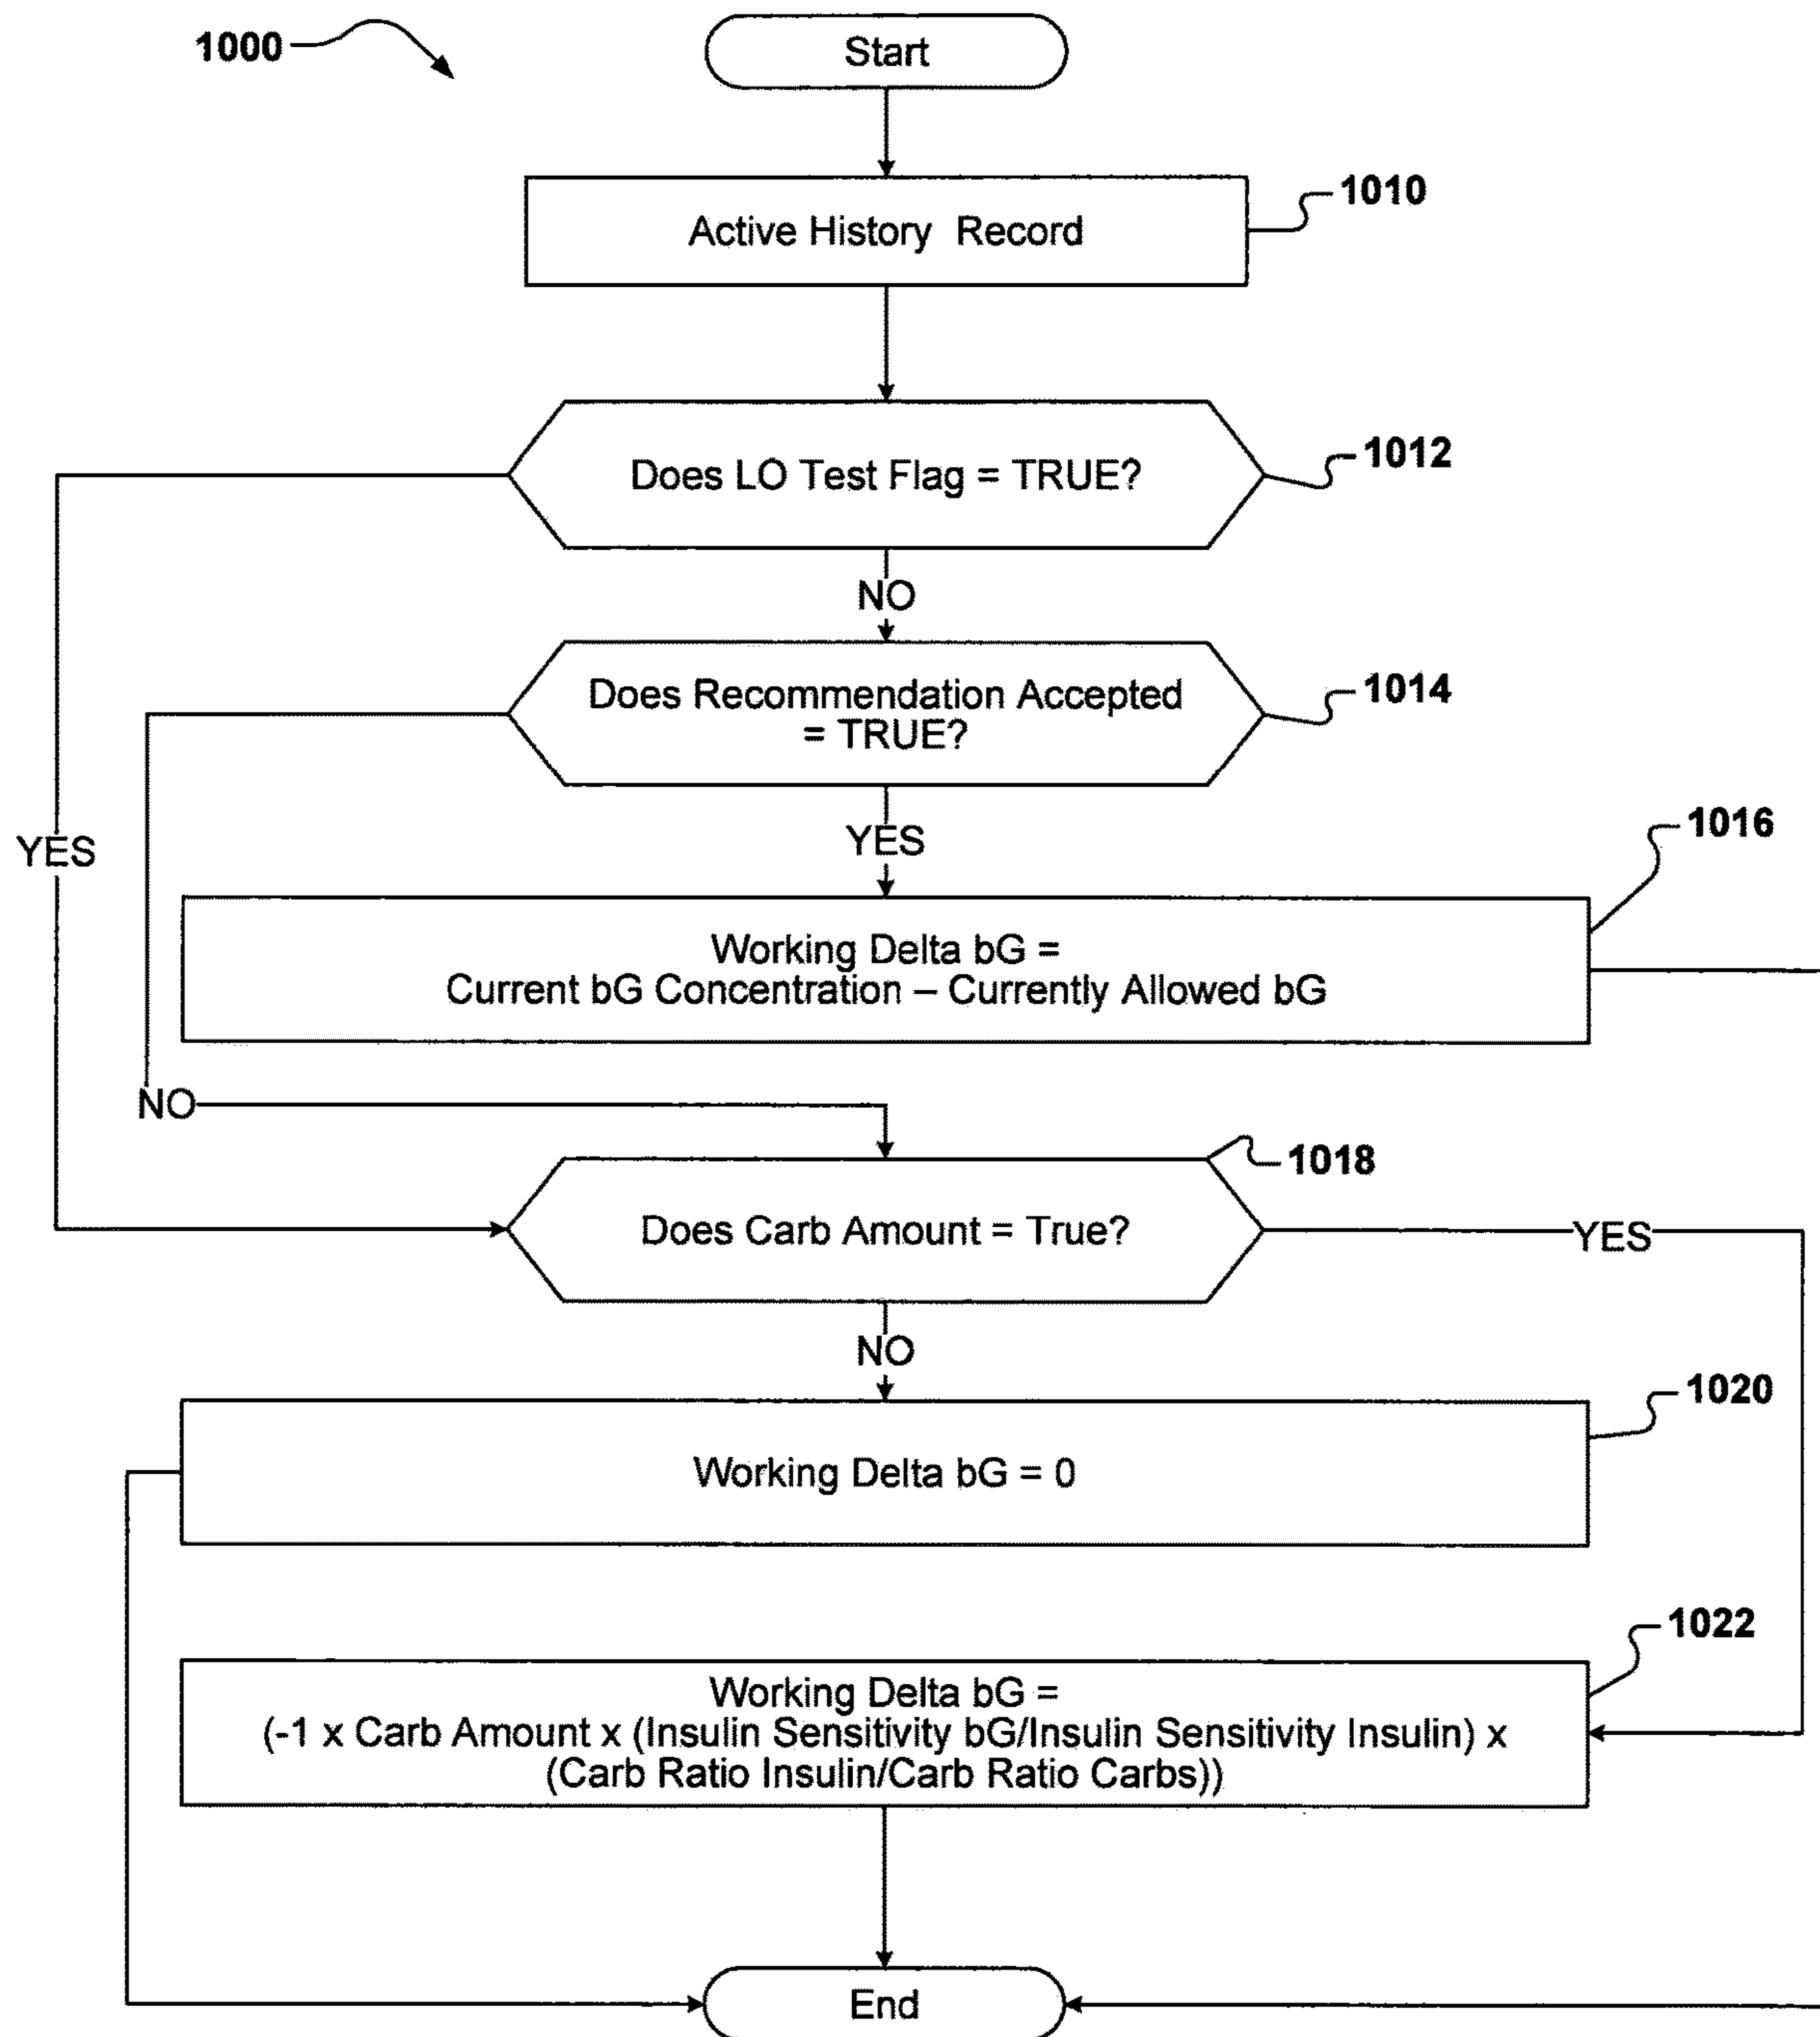 1000
Start
Active History Record
1010
Does LO Test Flag = TRUE?
1012
NO
Does Recommendation Accepted
= TRUE?
1014
YES
YES
1016
Working Delta bG =
Current bG Concentration – Currently Allowed bG
NO
1018
Does Carb Amount = True?
YES
NO
1020
Working Delta bG = 0
1022
Working Delta bG =
(-1 x Carb Amount x (Insulin Sensitivity bG/Insulin Sensitivity Insulin) x
(Carb Ratio Insulin/Carb Ratio Carbs))
End